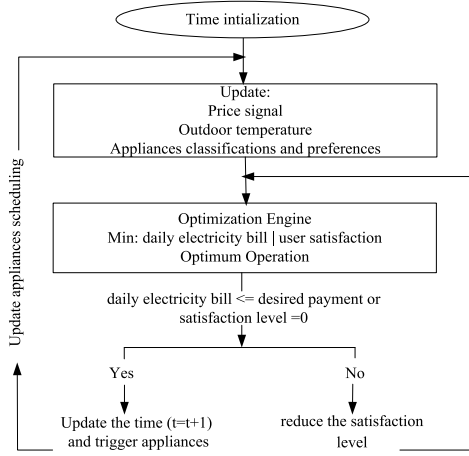 Time intialization
Update:
Price signal
Outdoor temperature
Appliances classifications and preferences
Update appliances scheduling
Optimization Engine
Min: daily electricity bill | user satisfaction
Optimum Operation
daily electricity bill <= desired payment or
satisfaction level =0
Yes
No
Update the time (t=t+1)
and trigger appliances
reduce the satisfaction
level